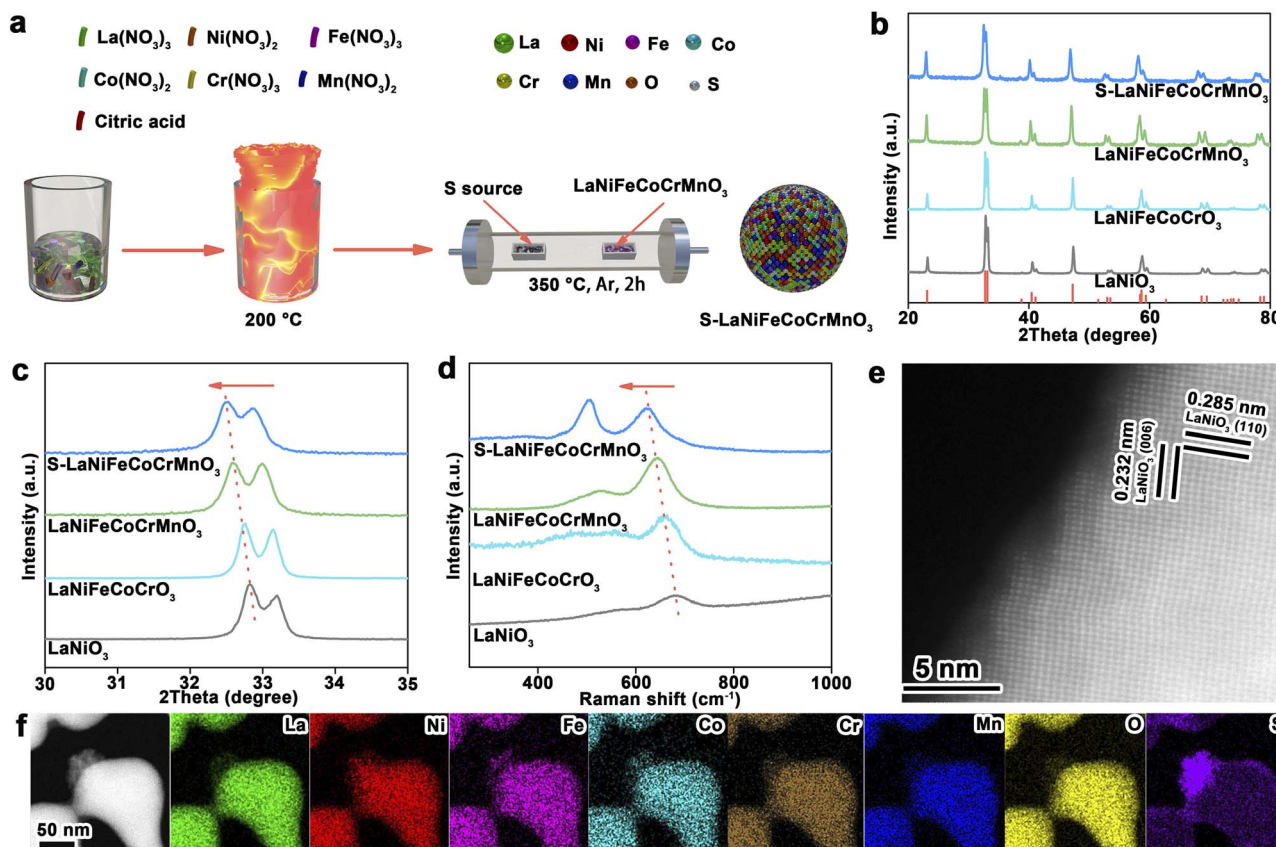 a
La(NO₃)₃ Ni(NO₃)₂ Fe(NO₃)₃
Co(NO₃)₂ Cr(NO₃)₃ Mn(NO₃)₂
Citric acid
La Ni Fe Co
Cr Mn O S
S source
LaNiFeCoCrMnO₃
200 °C
350 °C, Ar, 2h
S-LaNiFeCoCrMnO₃
b
Intensity (a.u.)
S-LaNiFeCoCrMnO₃
LaNiFeCoCrMnO₃
LaNiFeCoCrO₃
LaNiO₃
20 40 60 80
2Theta (degree)
c
Intensity (a.u.)
S-LaNiFeCoCrMnO₃
LaNiFeCoCrMnO₃
LaNiFeCoCrO₃
LaNiO₃
30 31 32 33 34 35
2Theta (degree)
d
Intensity (a.u.)
S-LaNiFeCoCrMnO₃
LaNiFeCoCrMnO₃
LaNiFeCoCrO₃
LaNiO₃
400 600 800 1000
Raman shift (cm⁻¹)
e
0.285 nm
LaNiO₃ (110)
0.232 nm
LaNiO₃ (006)
5 nm
f
La Ni Fe Co Cr Mn O S
50 nm